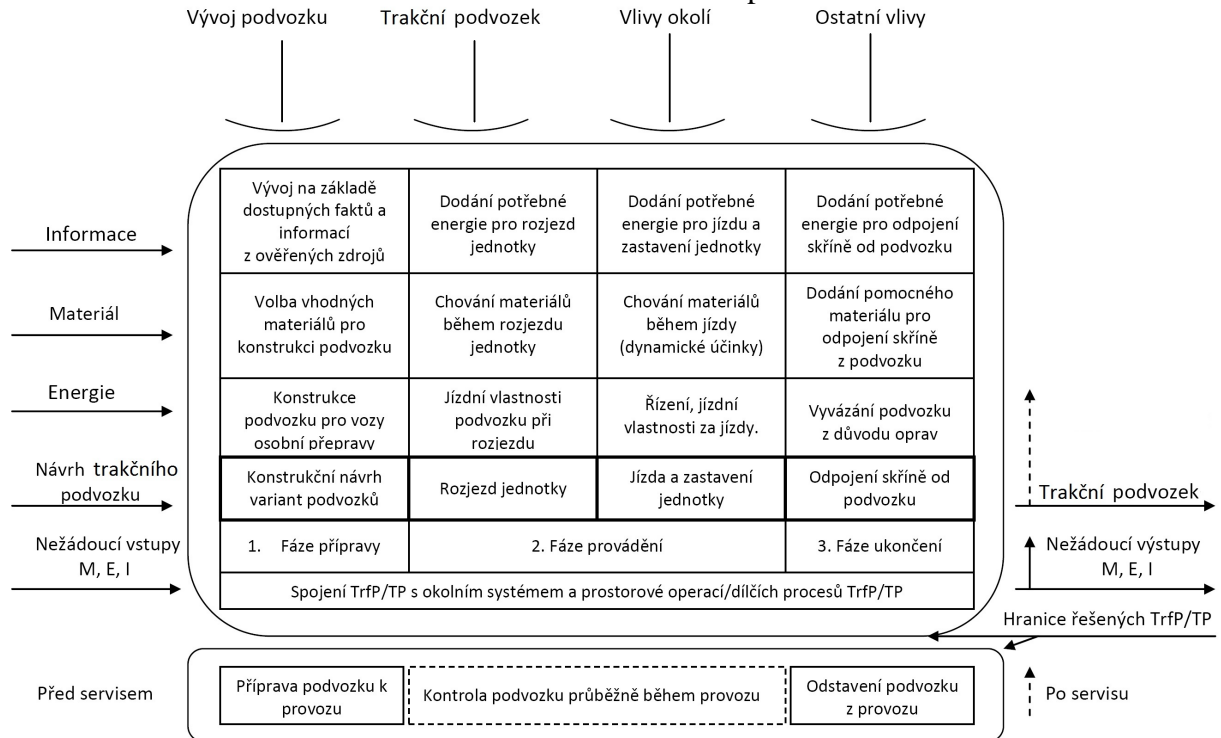 Vývoj podvozku Trakční podvozek Vlivy okolí Ostatní vlivy
Vývoj na základě
dostupných faktů a
informací
z ověřených zdrojů
Dodání potřebné
energie pro rozjezd
jednotky
Dodání potřebné
energie pro jízdu a
zastavení jednotky
Dodání potřebné
energie pro odpojení
skříně od podvozku
Informace
Volba vhodných
materiálů pro
konstrukci podvozku
Chování materiálů
během rozjezdu
jednotky
Chování materiálů
během jízdy
(dynamické účinky)
Dodání pomocného
materiálu pro
odpojení skříně
z podvozku
Materiál
Energie
Konstrukce
podvozku pro vozy
osobní přepravy
Jízdní vlastnosti
podvozku při
rozjezdu
Řízení, jízdní
vlastnosti za jízdy.
Vyvázání podvozku
z důvodu oprav
Návrh trakčního
podvozku
Konstrukční návrh
variant podvozků
Rozjezd jednotky
Jízda a zastavení
jednotky
Odpojení skříně od
podvozku
Trakční podvozek
Nežádoucí vstupy
M, E, I
1. Fáze přípravy
2. Fáze provádění
3. Fáze ukončení
Nežádoucí výstupy
M, E, I
Spojení TrfP/TP s okolním systémem a prostorové operací/dílčích procesů TrfP/TP
Hranice řešených TrfP/TP
Před servisem
Příprava podvozku k
provozu
Kontrola podvozku průběžně během provozu
Odstavení podvozku
z provozu
Po servisu